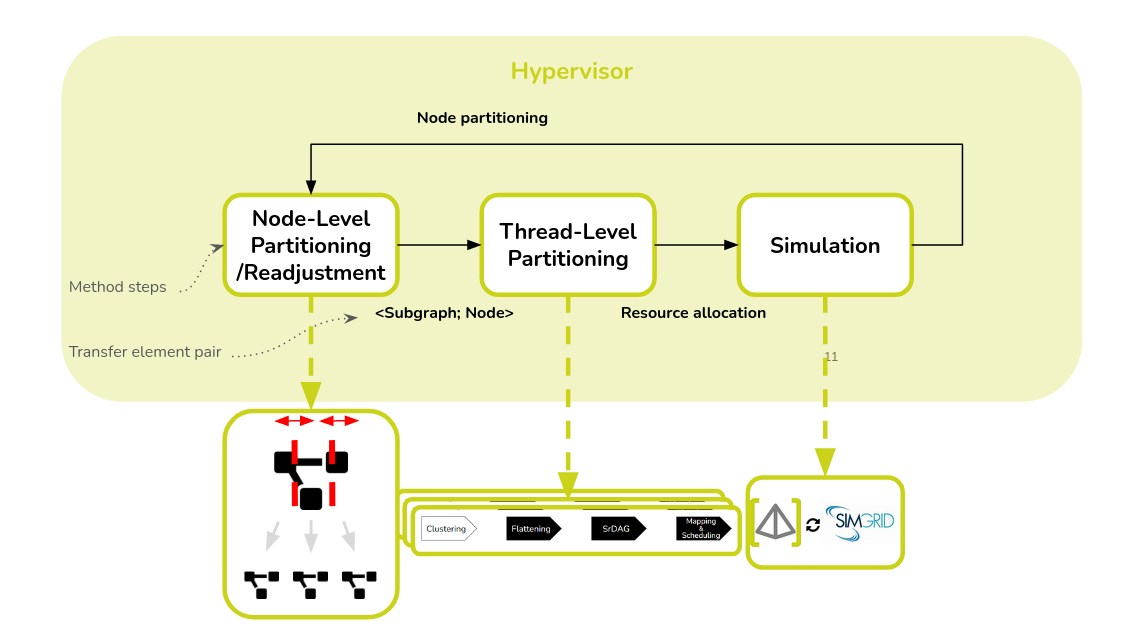 Hypervisor
Node partitioning
Node-Level
Partitioning
/Readjustment
Thread-Level
Partitioning
Simulation
Method steps
<Subgraph; Node>
Resource allocation
Transfer element pair
11
Clustering
Flattening
SrDAG
Mapping
&
Scheduling
SIMGRID